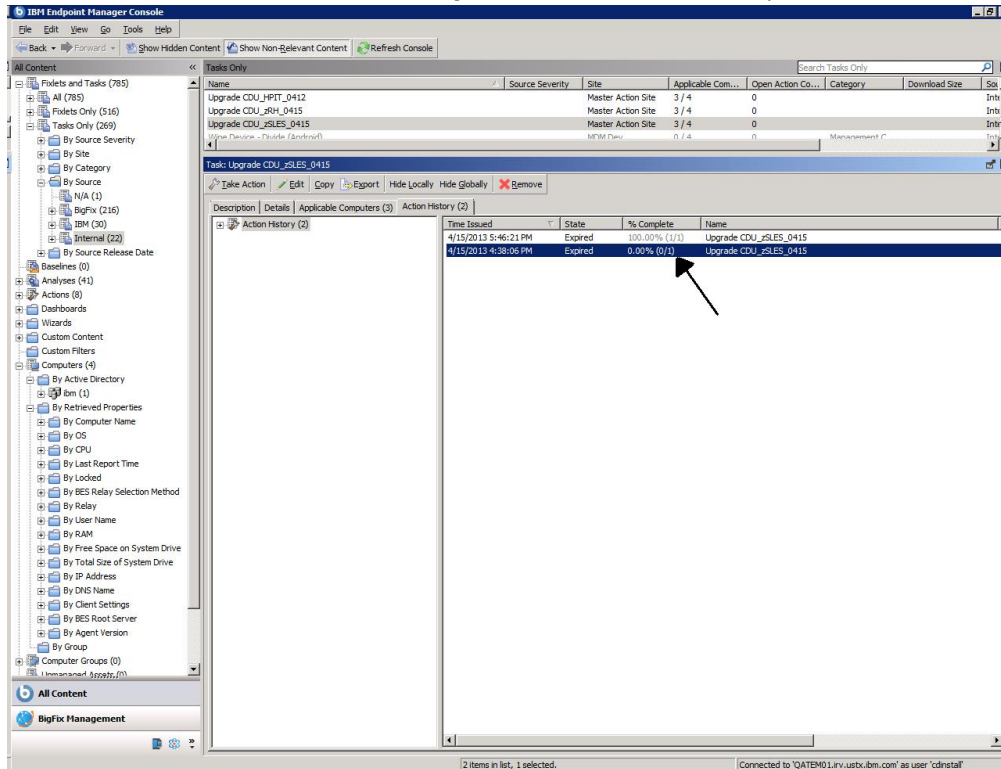 IBM Endpoint Manager Console
File Edit View Go Tools Help
Back Forward Show Hidden Content Show Non-Relevant Content Refresh Console
All Content « Tasks Only Search Tasks Only
Name Source Severity Site Applicable Com... Open Action Co... Category Download Size
Upgrade CDU_HPIT_0412 Master Action Site 3 / 4 0
Upgrade CDU_zRH_0415 Master Action Site 3 / 4 0
Upgrade CDU_zSLES_0415 Master Action Site 3 / 4 0
Wipe Device - Divide (Android) MDM Dev 0 / 4 0 Management C
Task: Upgrade CDU_zSLES_0415
Take Action Edit Copy Export Hide Locally Hide Globally Remove
Description Details Applicable Computers (3) Action History (2)
Action History (2)
Time Issued State % Complete Name
4/15/2013 5:46:21 PM Expired 100.00% (1/1) Upgrade CDU_zSLES_0415
4/15/2013 4:38:06 PM Expired 0.00% (0/1) Upgrade CDU_zSLES_0415
Fixlets and Tasks (785)
All (785)
Fixlets Only (516)
Tasks Only (269)
By Source Severity
By Site
By Category
By Source
N/A (1)
BigFix (216)
IBM (30)
Internal (22)
By Source Release Date
Baselines (0)
Analyses (41)
Actions (8)
Dashboards
Wizards
Custom Content
Custom Filters
Computers (4)
By Active Directory
ibm (1)
By Retrieved Properties
By Computer Name
By OS
By CPU
By Last Report Time
By Locked
By BES Relay Selection Method
By Relay
By User Name
By RAM
By Free Space on System Drive
By Total Size of System Drive
By IP Address
By DNS Name
By Client Settings
By BES Root Server
By Agent Version
By Group
Computer Groups (0)
Unmanaged Assets (0)
All Content
BigFix Management
2 items in list, 1 selected. Connected to 'QATEM01.irv.ustx.ibm.com' as user 'cdinstall'